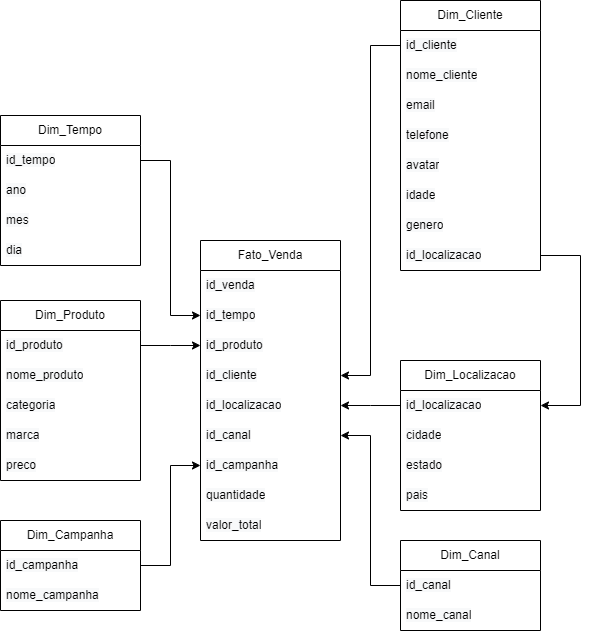 Dim_Cliente
id_cliente
nome_cliente
email
telefone
avatar
idade
genero
id_localizacao
Dim_Tempo
id_tempo
ano
mes
dia
Fato_Venda
id_venda
id_tempo
id_produto
id_cliente
id_localizacao
id_canal
id_campanha
quantidade
valor_total
Dim_Produto
id_produto
nome_produto
categoria
marca
preco
Dim_Localizacao
id_localizacao
cidade
estado
pais
Dim_Campanha
id_campanha
nome_campanha
Dim_Canal
id_canal
nome_canal